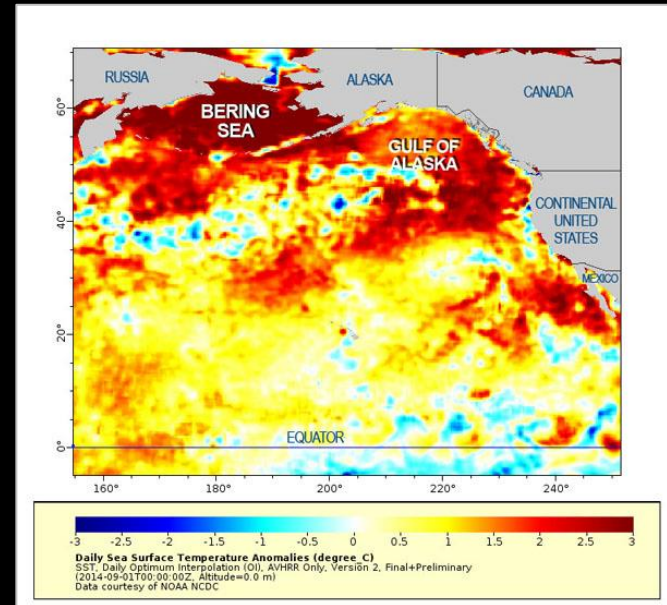 RUSSIA
ALASKA
CANADA
BERING
SEA
GULF OF
ALASKA
CONTINENTAL
UNITED
STATES
MEXICO
EQUATOR
60°
40°
20°
0°
160° 180° 200° 220° 240°
-3 -2.5 -2 -1.5 -1 -0.5 0 0.5 1 1.5 2 2.5 3
Daily Sea Surface Temperature Anomalies (degree_C)
SST, Daily Optimum Interpolation (OI), AVHRR Only, Version 2, Final+Preliminary
(2014-09-01T00:00:00Z, Altitude=0.0 m)
Data courtesy of NOAA NCDC